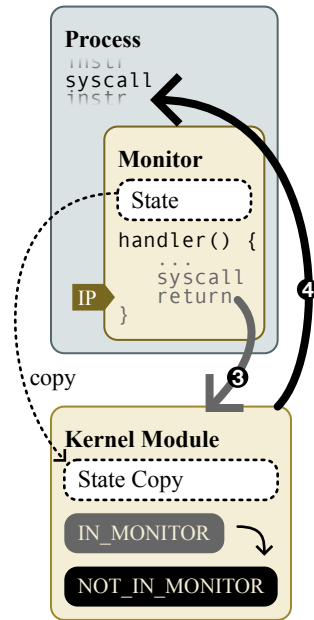 Process
instr
syscall
instr
Monitor
State
handler() {
...
syscall
return
IP
}
4
3
copy
Kernel Module
State Copy
IN_MONITOR
NOT_IN_MONITOR